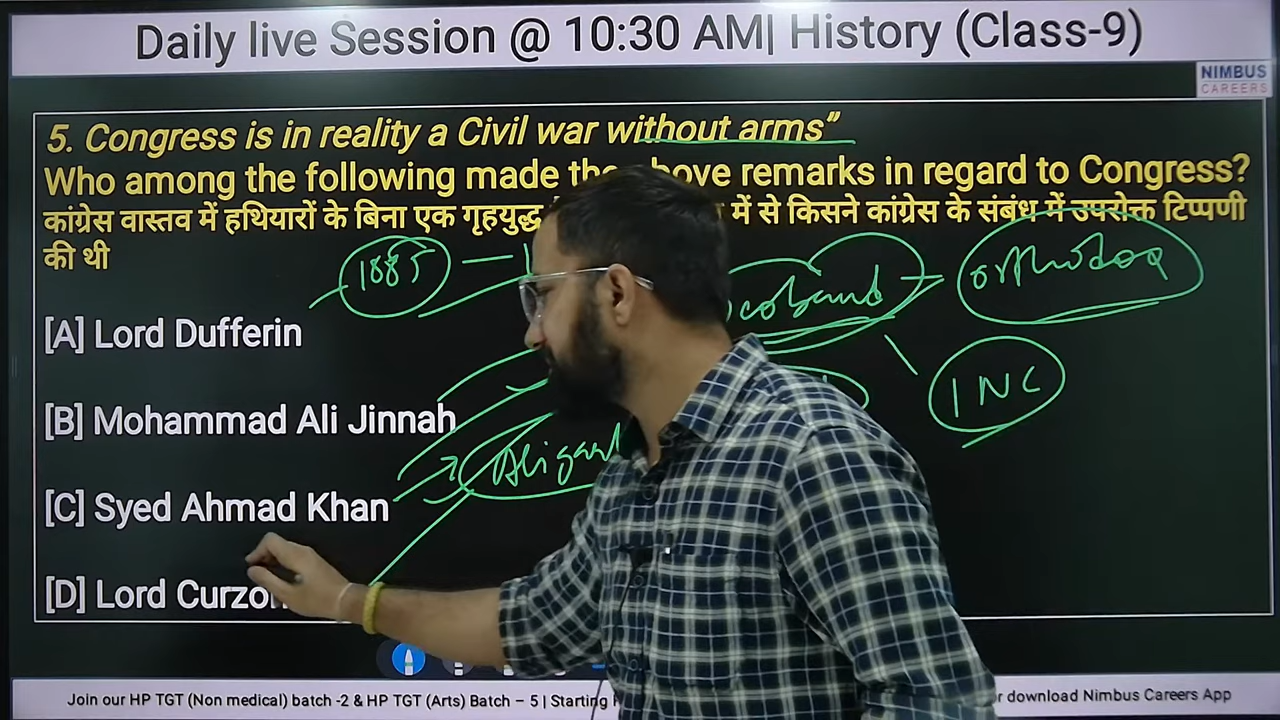 Daily live Session @ 10:30 AM| History (Class-9)
NIMBUS
CAREERS
5. Congress is in reality a Civil war without arms”
Who among the following made the above remarks in regard to Congress?
कांग्रेस वास्तव में हथियारों के बिना एक गृहयुद्ध में से किसने कांग्रेस के संबंध में उपरोक्त टिप्पणी
की थी
1885
orthodox
INC
[A] Lord Dufferin
[B] Mohammad Ali Jinnah
[C] Syed Ahmad Khan
[D] Lord Curzon
Join our HP TGT (Non medical) batch -2 & HP TGT (Arts) Batch – 5 | Starting
or download Nimbus Careers App